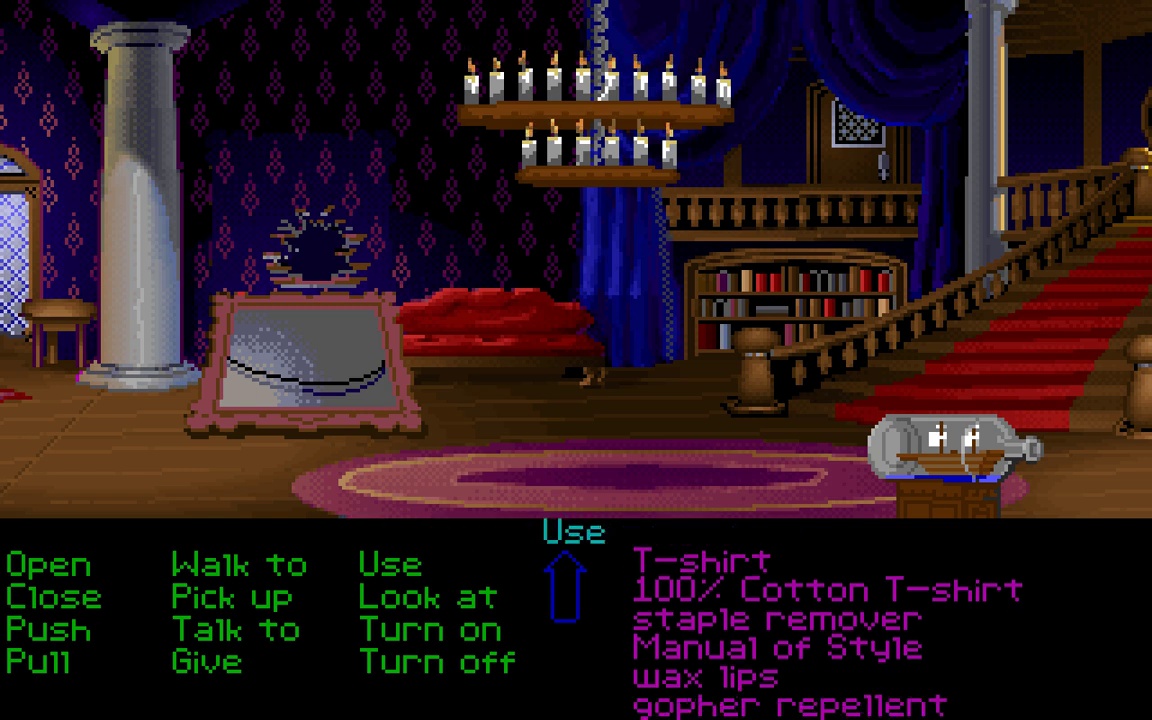 Use
Open Walk to Use
Close Pick up Look at
Push Talk to Turn on
Pull Give Turn off
T-shirt
100% Cotton T-shirt
staple remover
Manual of Style
wax lips
gopher repellent